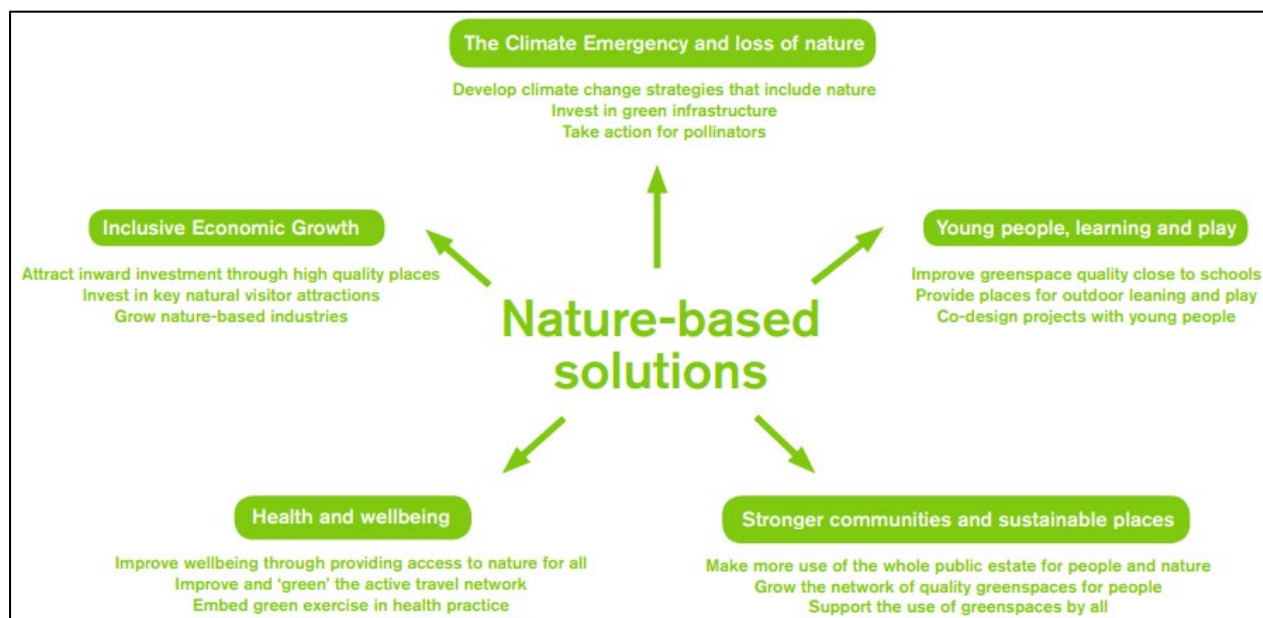 The Climate Emergency and loss of nature
Develop climate change strategies that include nature
Invest in green infrastructure
Take action for pollinators
Inclusive Economic Growth
Attract inward investment through high quality places
Invest in key natural visitor attractions
Grow nature-based industries
Young people, learning and play
Improve greenspace quality close to schools
Provide places for outdoor leaning and play
Co-design projects with young people
Nature-based
solutions
Health and wellbeing
Improve wellbeing through providing access to nature for all
Improve and ‘green’ the active travel network
Embed green exercise in health practice
Stronger communities and sustainable places
Make more use of the whole public estate for people and nature
Grow the network of quality greenspaces for people
Support the use of greenspaces by all